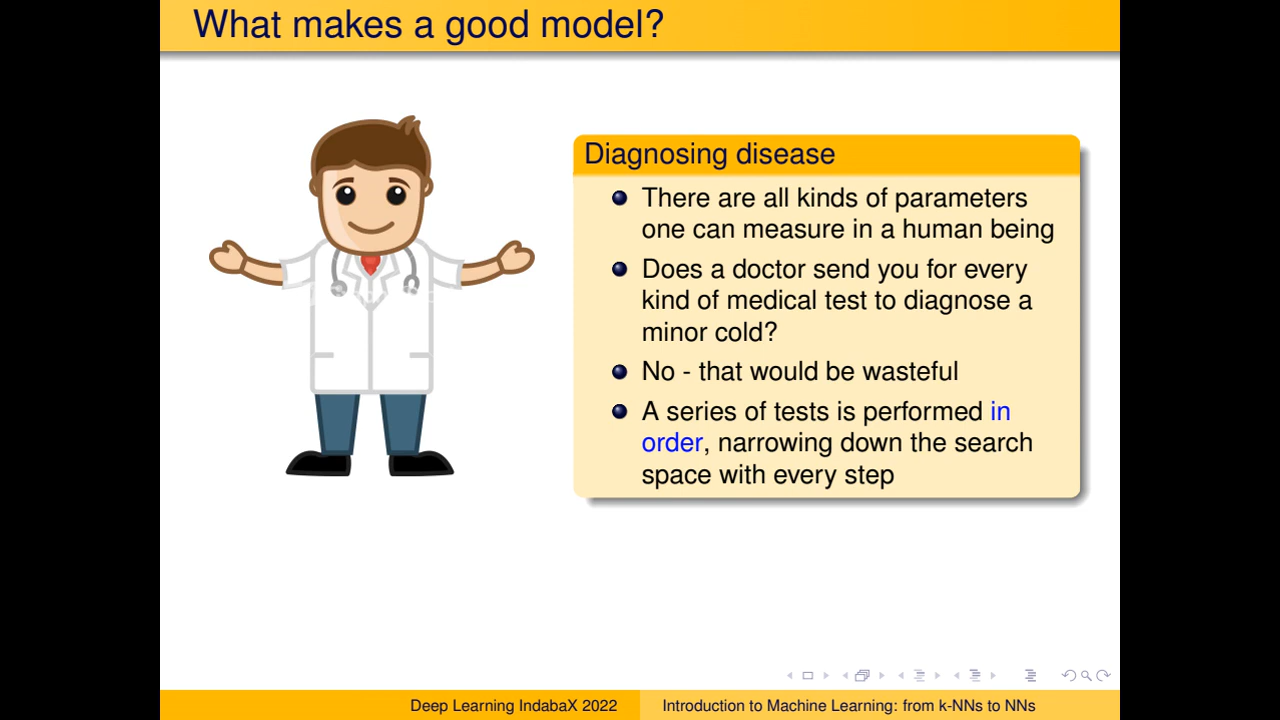 What makes a good model?
Diagnosing disease
There are all kinds of parameters
one can measure in a human being
Does a doctor send you for every
kind of medical test to diagnose a
minor cold?
No - that would be wasteful
A series of tests is performed in
order, narrowing down the search
space with every step
Deep Learning IndabaX 2022
Introduction to Machine Learning: from k-NNs to NNs